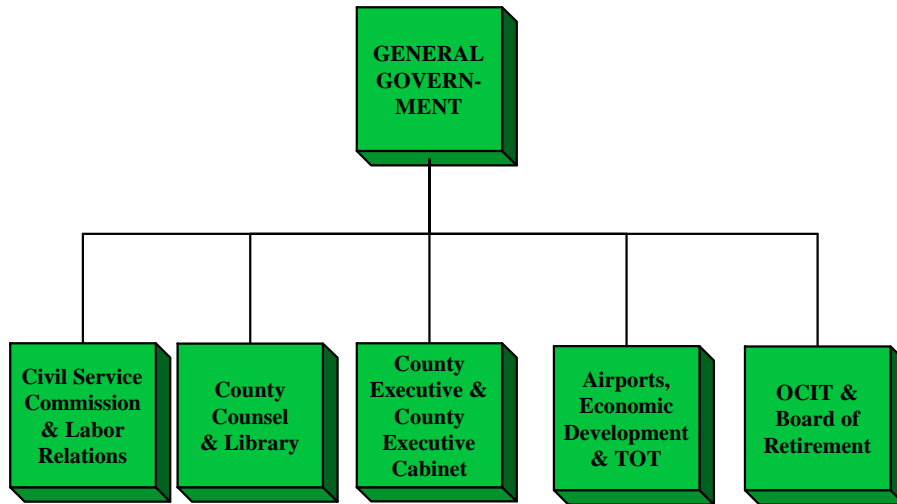 GENERAL
GOVERN-
MENT
Civil Service
Commission
& Labor
Relations
County
Counsel
& Library
County
Executive &
County
Executive
Cabinet
Airports,
Economic
Development
& TOT
OCIT &
Board of
Retirement